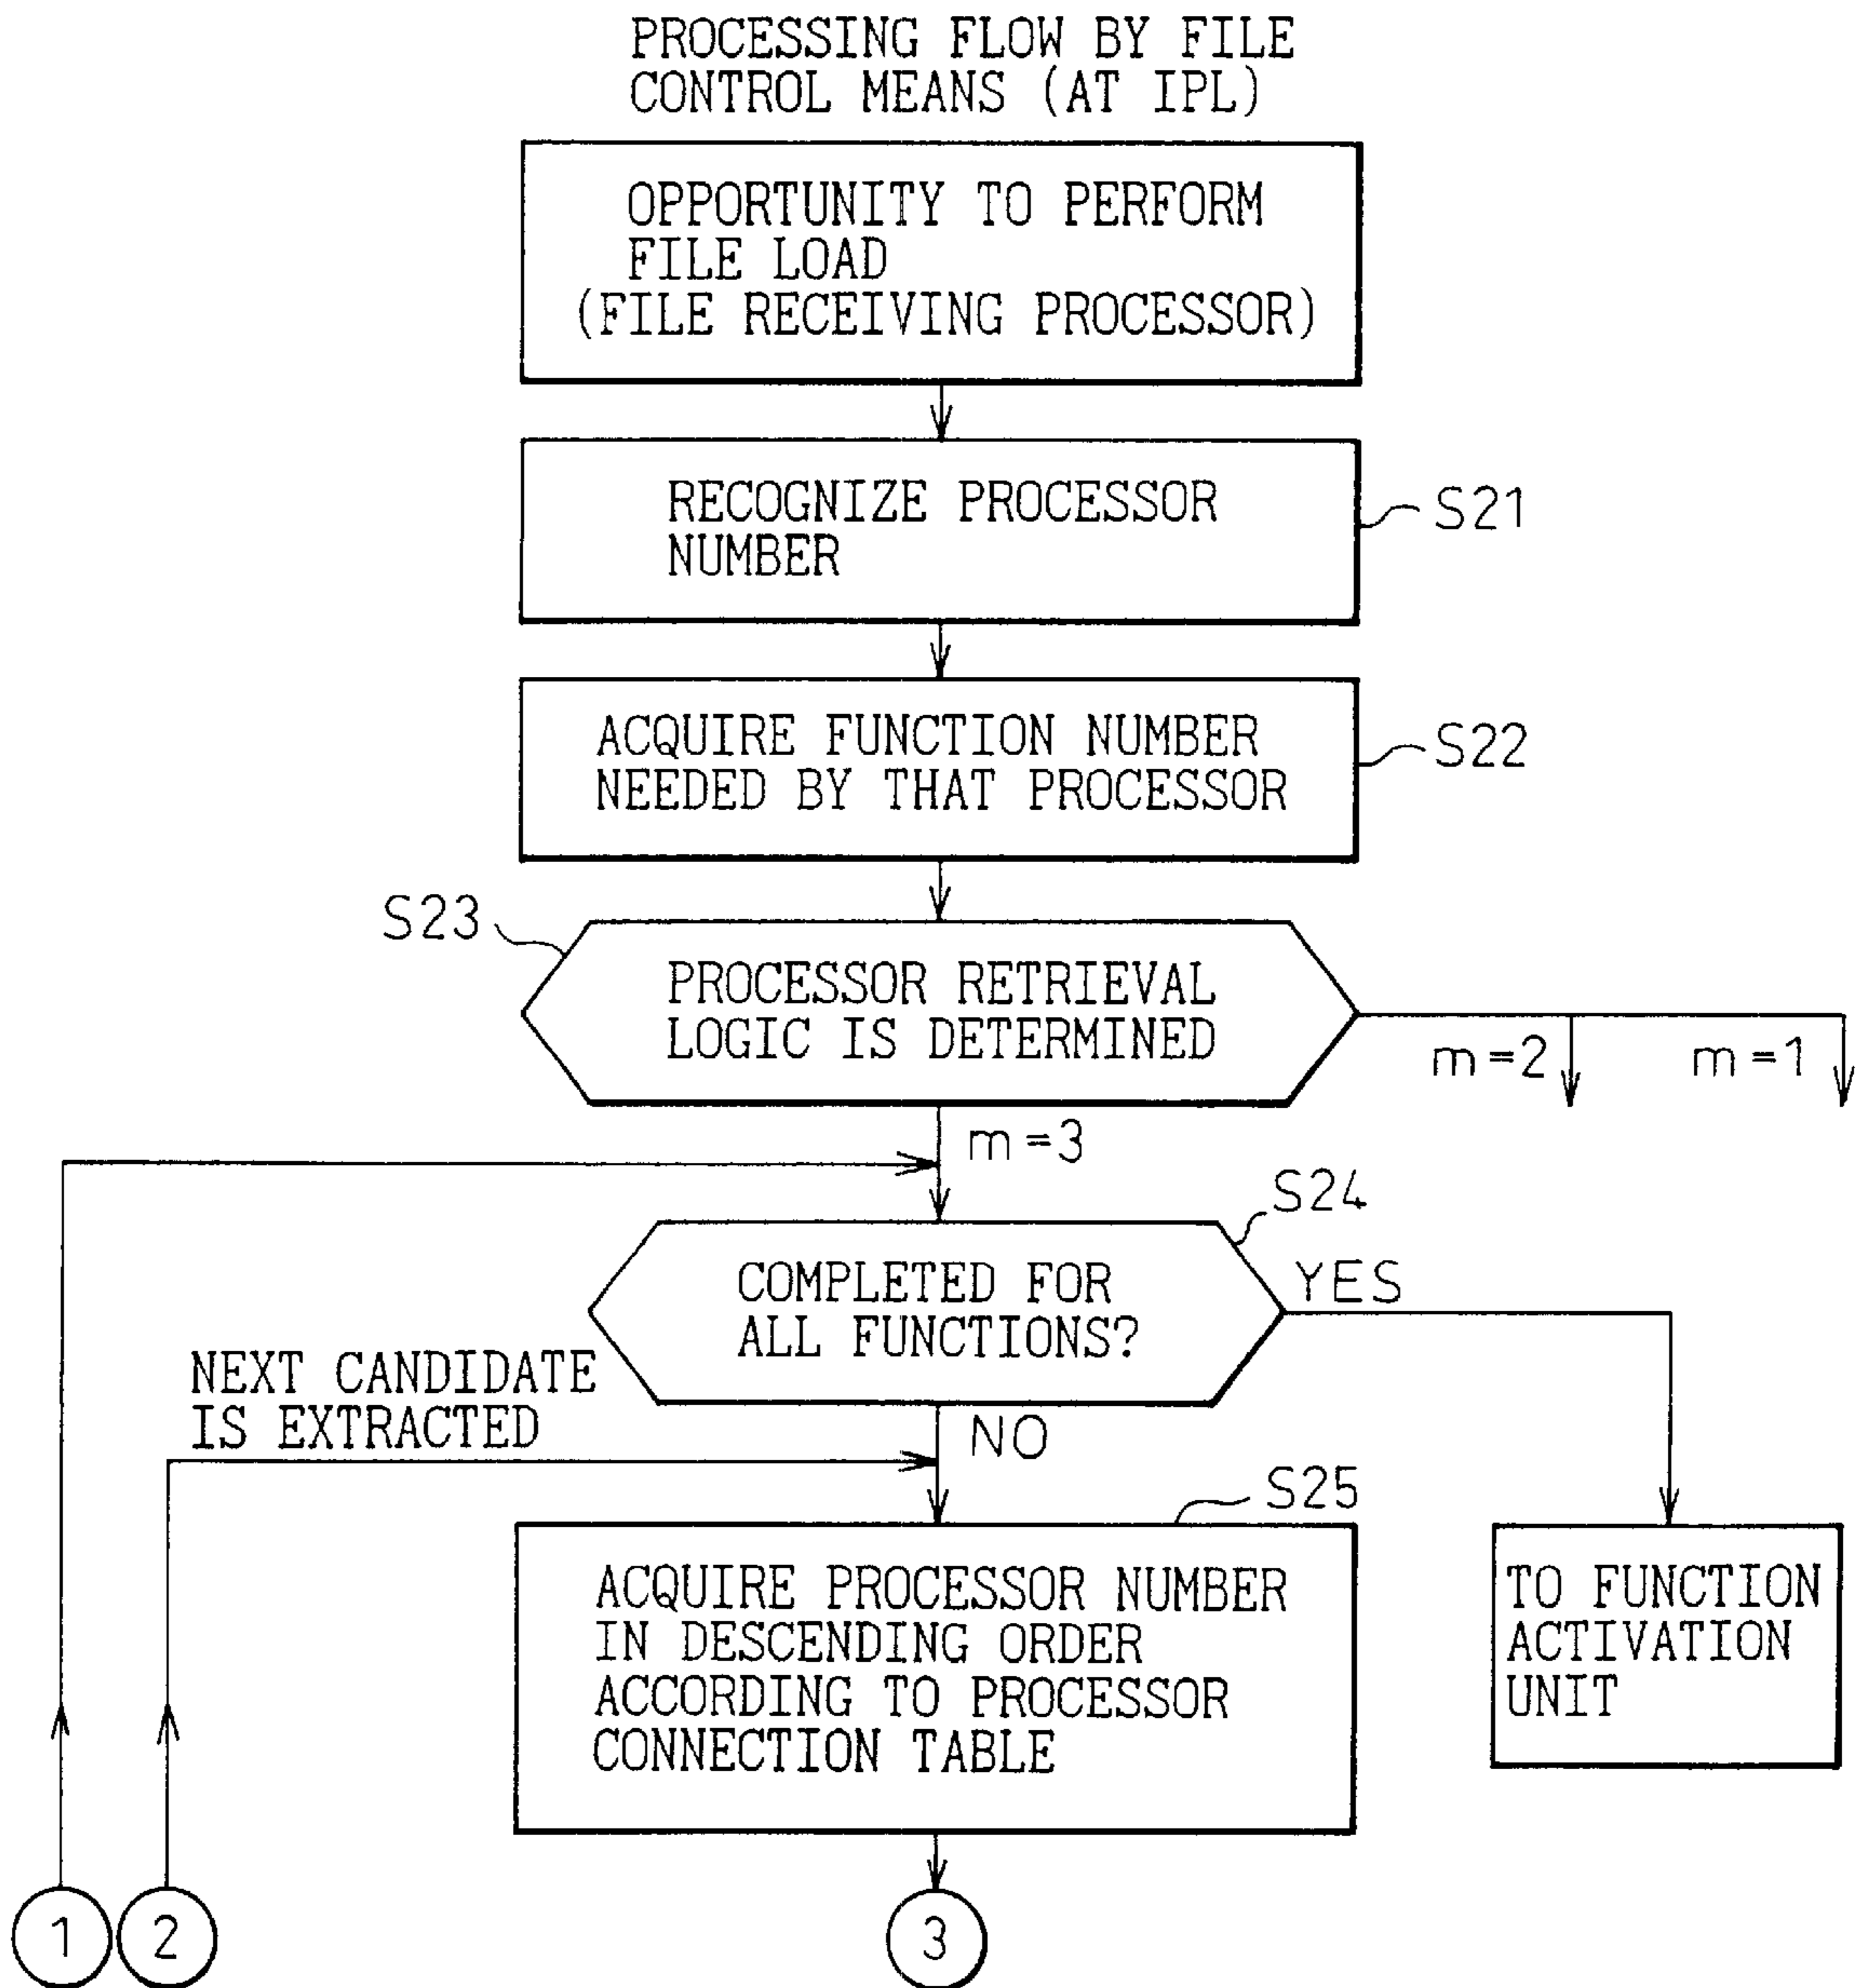 PROCESSING FLOW BY FILE
CONTROL MEANS (AT IPL)
OPPORTUNITY TO PERFORM
FILE LOAD
(FILE RECEIVING PROCESSOR)
RECOGNIZE PROCESSOR
NUMBER
S21
ACQUIRE FUNCTION NUMBER
NEEDED BY THAT PROCESSOR
S22
S23
PROCESSOR RETRIEVAL
LOGIC IS DETERMINED
m=2
m=1
m=3
S24
COMPLETED FOR
ALL FUNCTIONS?
YES
NEXT CANDIDATE
IS EXTRACTED
NO
S25
ACQUIRE PROCESSOR NUMBER
IN DESCENDING ORDER
ACCORDING TO PROCESSOR
CONNECTION TABLE
TO FUNCTION
ACTIVATION
UNIT
1
2
3